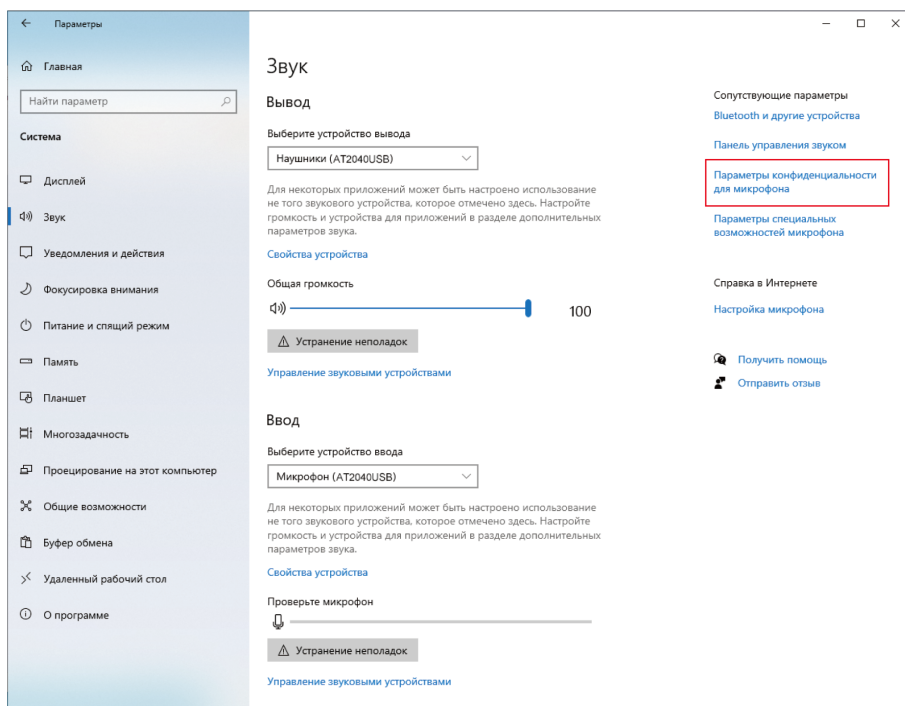 Параметры
Главная
Найти параметр
Система
Дисплей
Звук
Уведомления и действия
Фокусировка внимания
Питание и спящий режим
Память
Планшет
Многозадачность
Проецирование на этот компьютер
Общие возможности
Буфер обмена
Удаленный рабочий стол
О программе
Звук
Вывод
Выберите устройство вывода
Наушники (AT2040USB)
Для некоторых приложений может быть настроено использование
не того звукового устройства, которое отмечено здесь. Настройте
громкость и устройства для приложений в разделе дополнительных
параметров звука.
Свойства устройства
Общая громкость
100
Устранение неполадок
Управление звуковыми устройствами
Ввод
Выберите устройство ввода
Микрофон (AT2040USB)
Для некоторых приложений может быть настроено использование
не того звукового устройства, которое отмечено здесь. Настройте
громкость и устройства для приложений в разделе дополнительных
параметров звука.
Свойства устройства
Проверьте микрофон
Устранение неполадок
Управление звуковыми устройствами
Сопутствующие параметры
Bluetooth и другие устройства
Панель управления звуком
Параметры конфиденциальности
для микрофона
Параметры специальных
возможностей микрофона
Справка в Интернете
Настройка микрофона
Получить помощь
Отправить отзыв